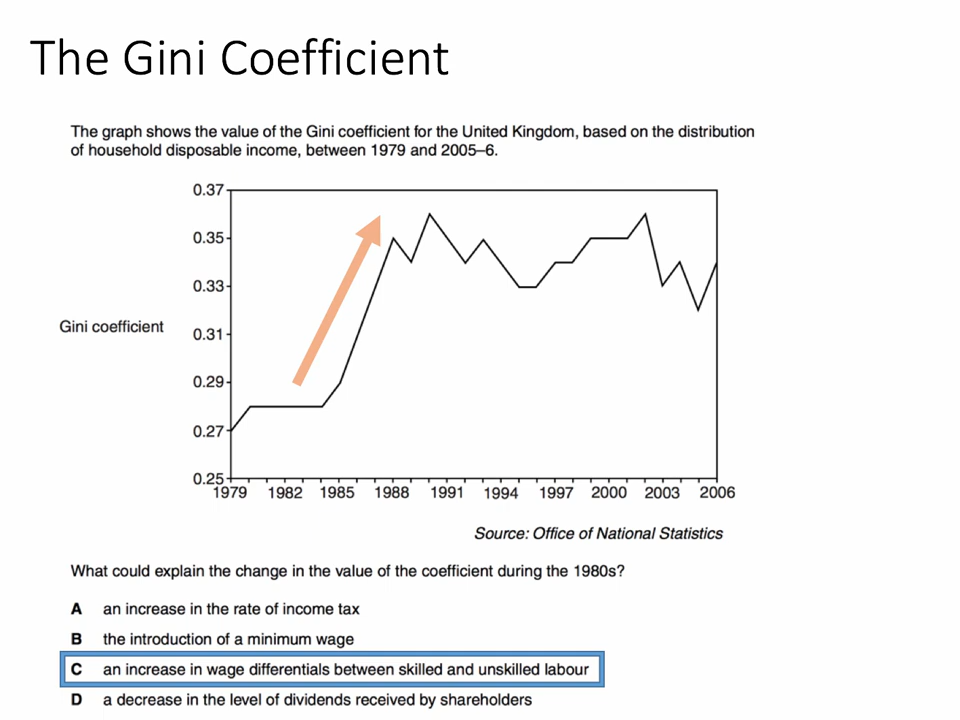 The Gini Coefficient
The graph shows the value of the Gini coefficient for the United Kingdom, based on the distribution
of household disposable income, between 1979 and 2005–6.
0.37
0.35
0.33
Gini coefficient
0.31
0.29
0.27
0.25
1979 1982 1985 1988 1991 1994 1997 2000 2003 2006
Source: Office of National Statistics
What could explain the change in the value of the coefficient during the 1980s?
A an increase in the rate of income tax
B the introduction of a minimum wage
C an increase in wage differentials between skilled and unskilled labour
D a decrease in the level of dividends received by shareholders